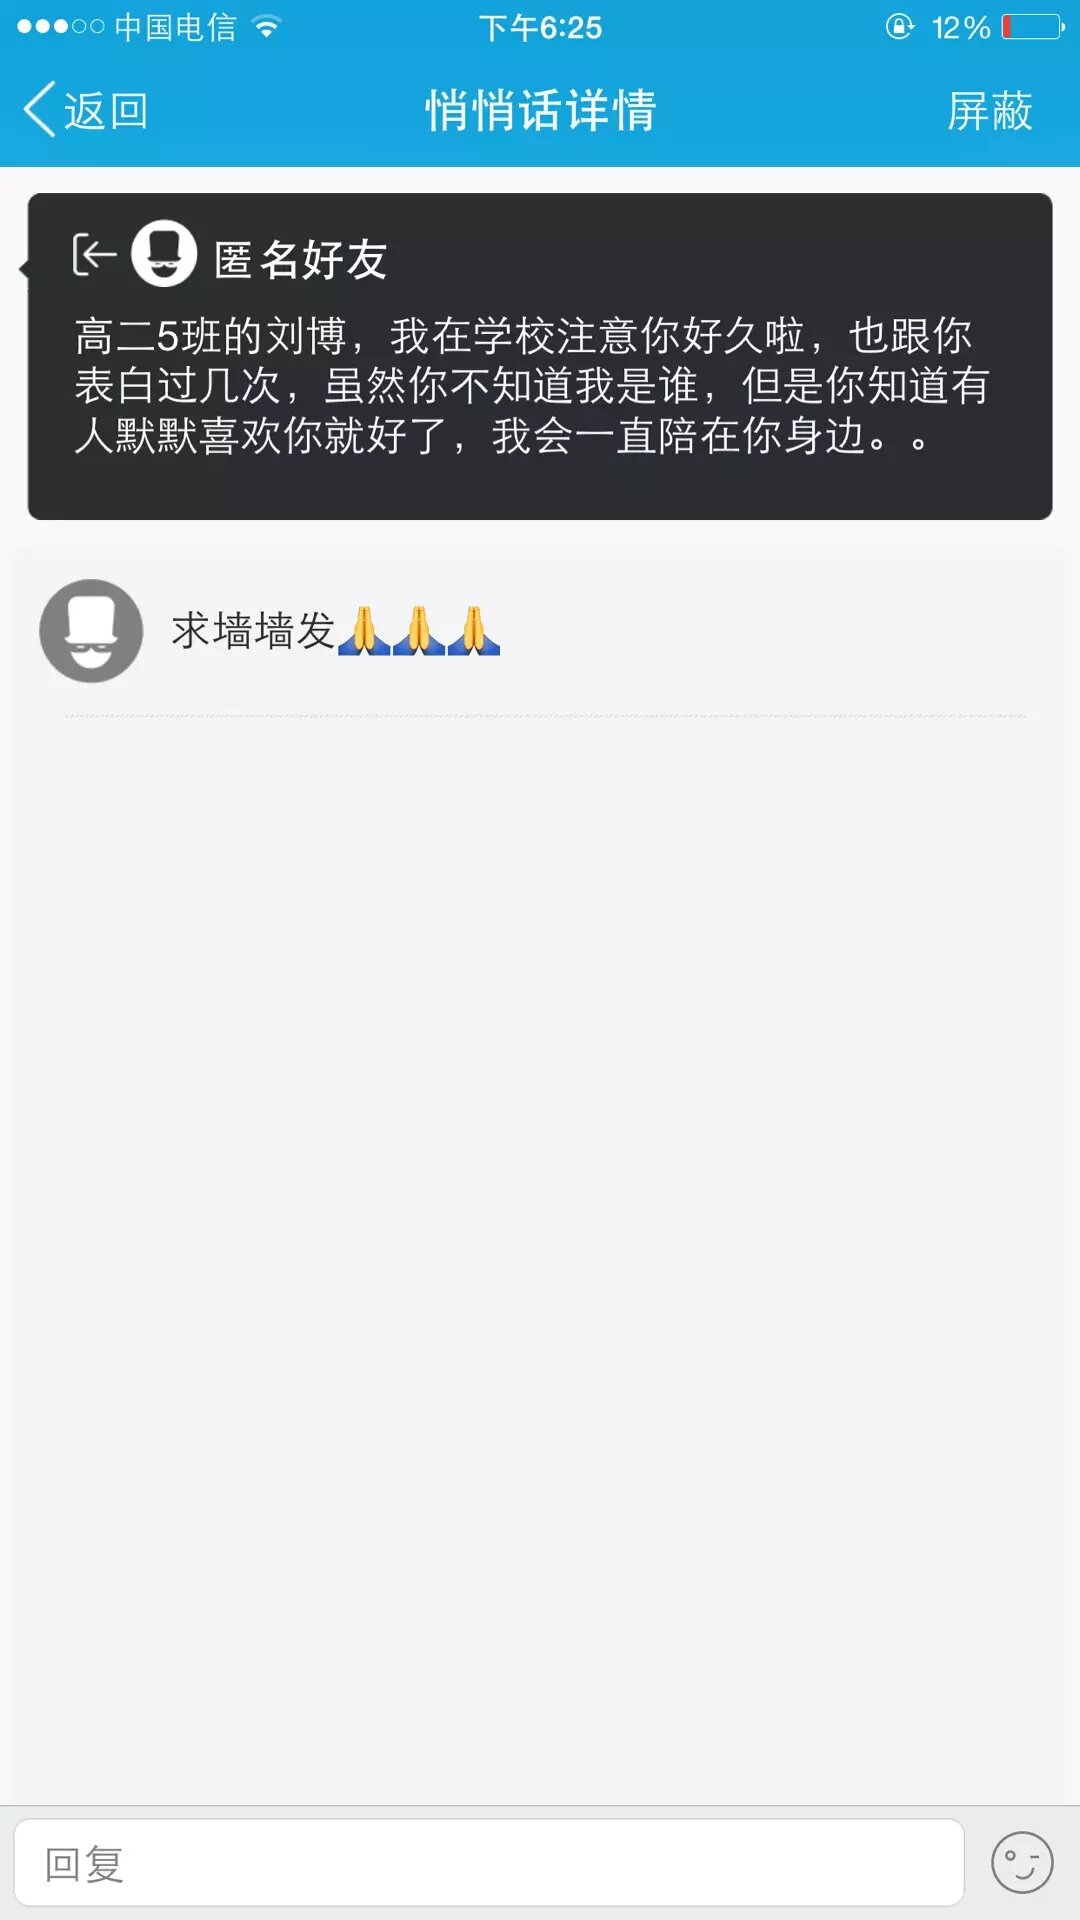 中国电信 下午6:25 12%
返回 悄悄话详情 屏蔽
匿名好友
高二5班的刘博，我在学校注意你好久啦，也跟你
表白过几次，虽然你不知道我是谁，但是你知道有
人默默喜欢你就好了，我会一直陪在你身边。。
求墙墙发🙏🙏🙏
回复